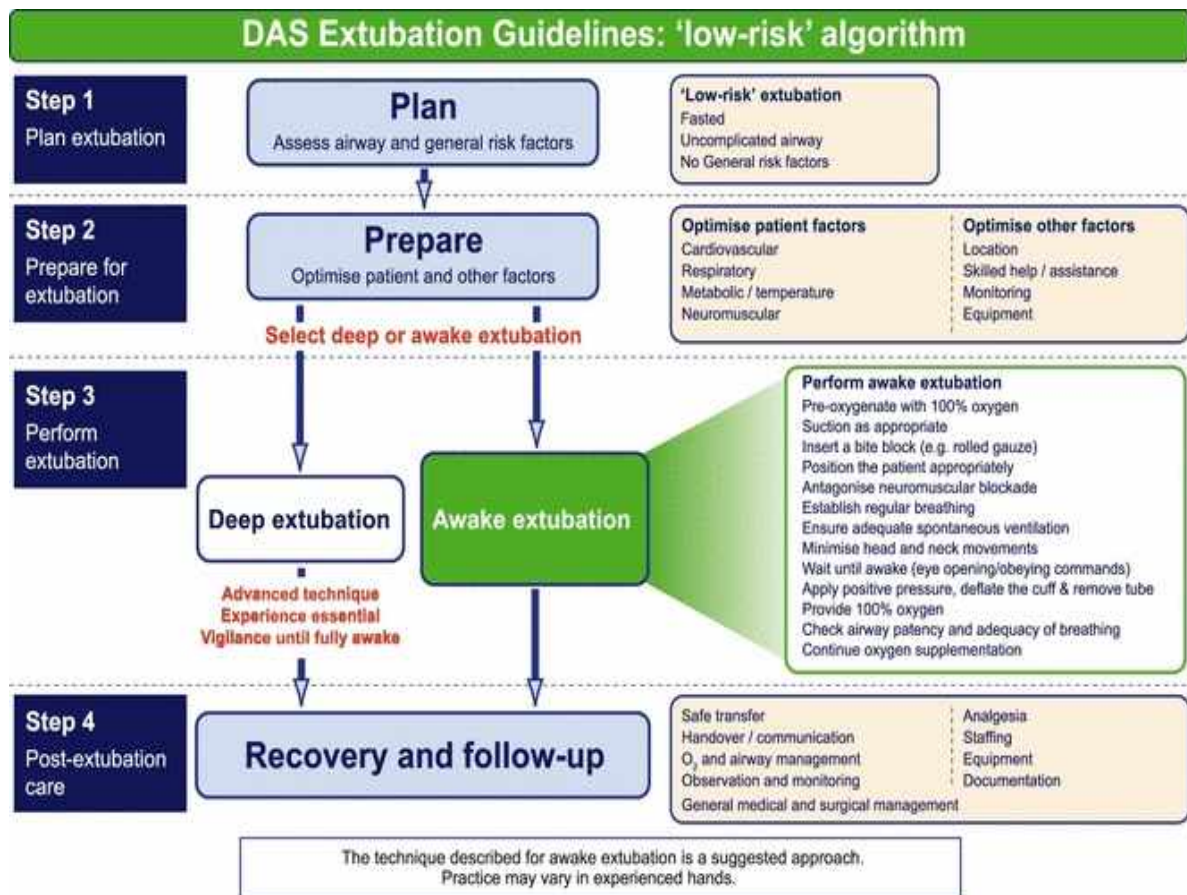 DAS Extubation Guidelines: ‘low-risk’ algorithm
Step 1
Plan extubation
Plan
Assess airway and general risk factors
‘Low-risk’ extubation
Fasted
Uncomplicated airway
No General risk factors
Step 2
Prepare for
extubation
Prepare
Optimise patient and other factors
Select deep or awake extubation
Optimise patient factors
Cardiovascular
Respiratory
Metabolic / temperature
Neuromuscular
Optimise other factors
Location
Skilled help / assistance
Monitoring
Equipment
Step 3
Perform
extubation
Deep extubation
Advanced technique
Experience essential
Vigilance until fully awake
Awake extubation
Perform awake extubation
Pre-oxygenate with 100% oxygen
Suction as appropriate
Insert a bite block (e.g. rolled gauze)
Position the patient appropriately
Antagonise neuromuscular blockade
Establish regular breathing
Ensure adequate spontaneous ventilation
Minimise head and neck movements
Wait until awake (eye opening/obeying commands)
Apply positive pressure, deflate the cuff & remove tube
Provide 100% oxygen
Check airway patency and adequacy of breathing
Continue oxygen supplementation
Step 4
Post-extubation
care
Recovery and follow-up
Safe transfer
Handover / communication
O₂ and airway management
Observation and monitoring
General medical and surgical management
Analgesia
Staffing
Equipment
Documentation
The technique described for awake extubation is a suggested approach.
Practice may vary in experienced hands.